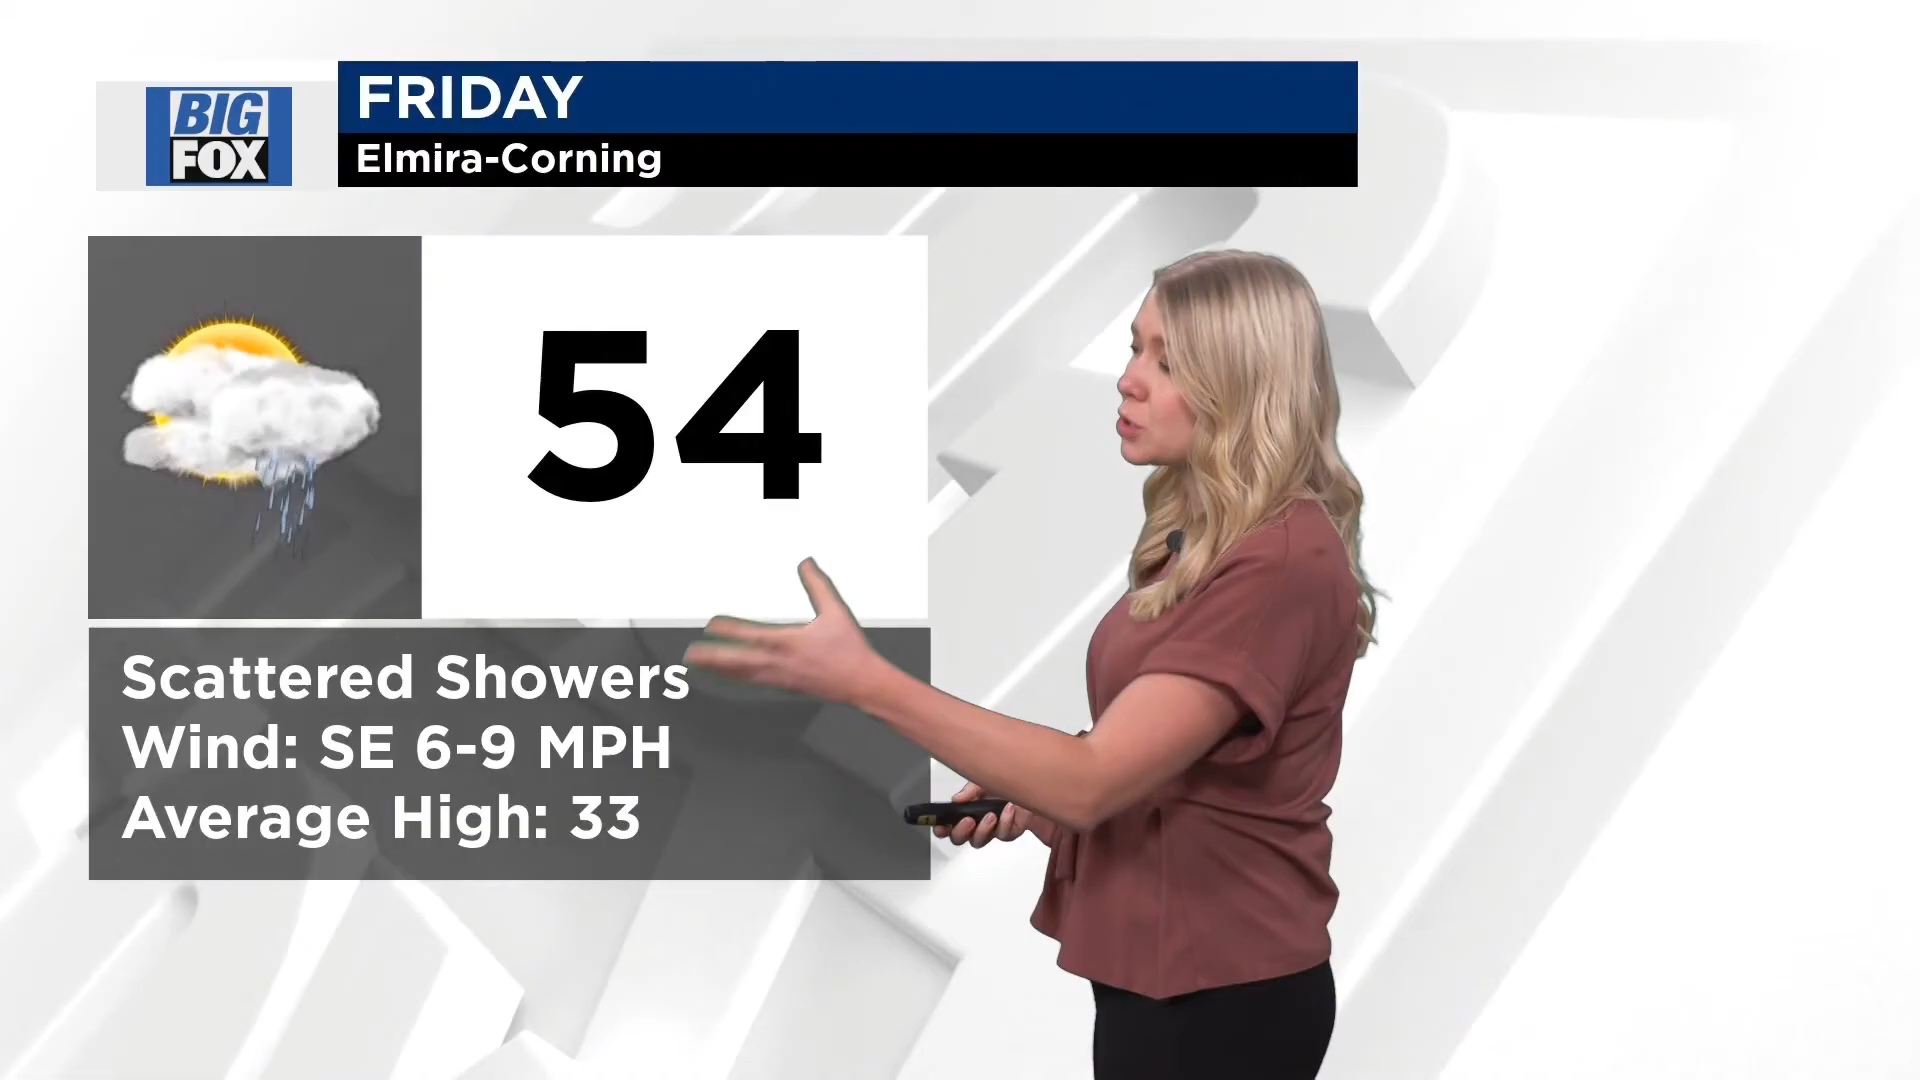 BIG
FOX
FRIDAY
Elmira-Corning
54
Scattered Showers
Wind: SE 6-9 MPH
Average High: 33